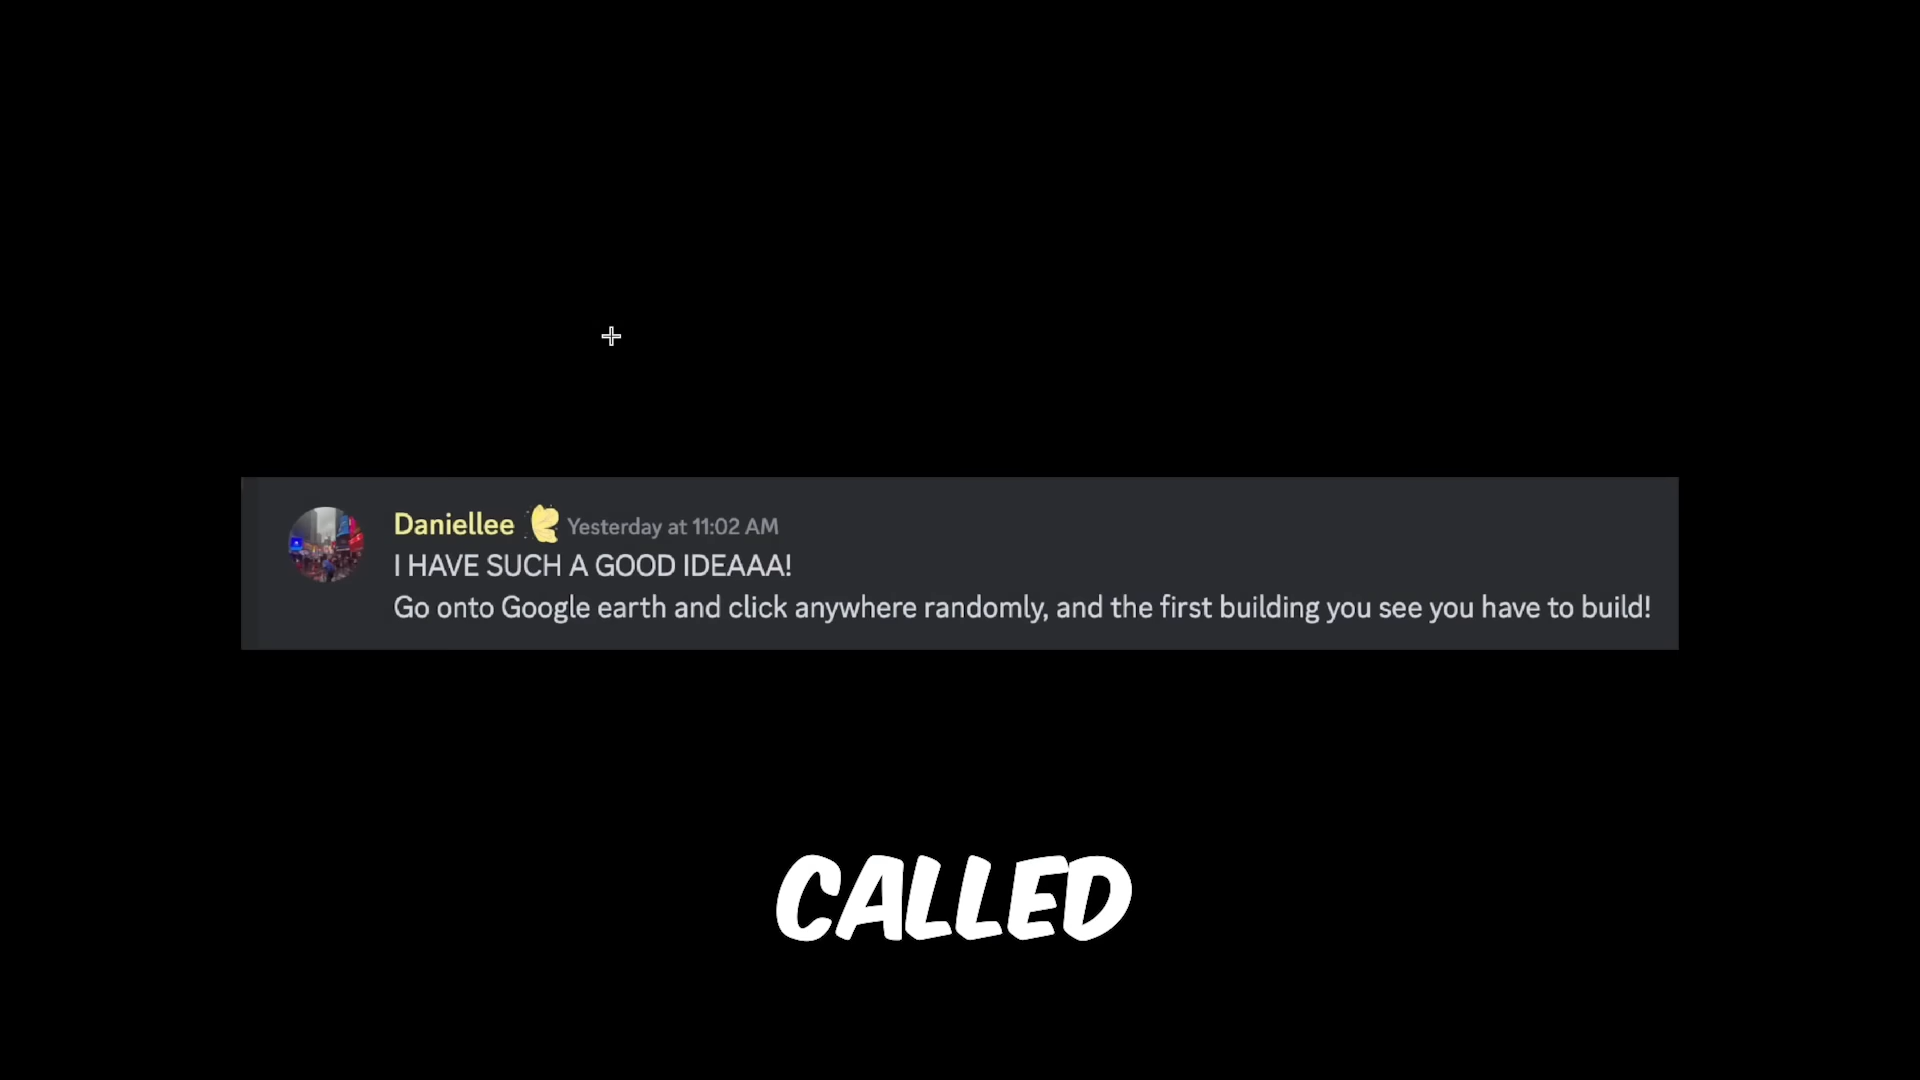 Daniellee Yesterday at 11:02 AM
I HAVE SUCH A GOOD IDEAAA!
Go onto Google earth and click anywhere randomly, and the first building you see you have to build!
CALLED